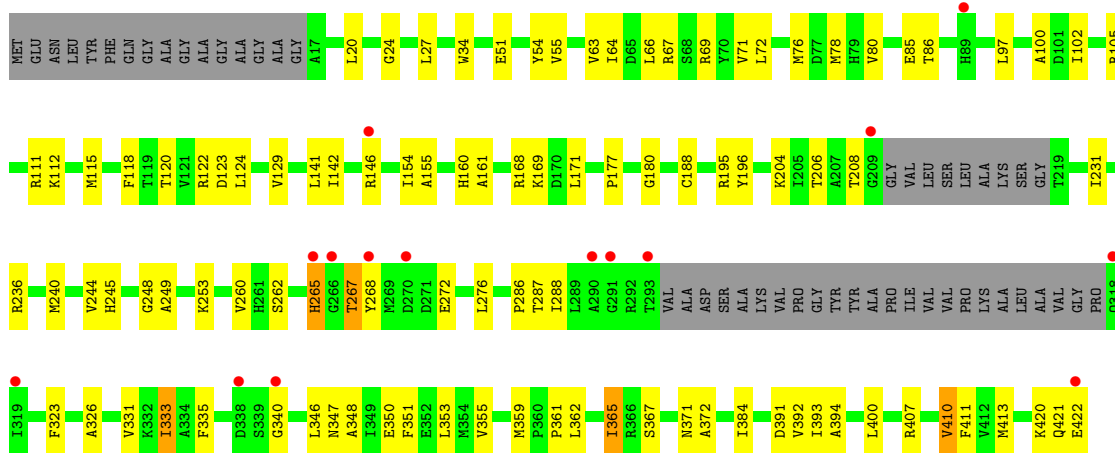 MET GLU ASN LEU TYR PHE GLN GLY ALA GLY ALA GLY ALA GLY ALA GLY A17 L20 G24 L27 W34 E51 Y54 V55 V63 I64 D65 L66 R67 S68 R69 Y70 V71 L72 M76 D77 M78 H79 V80 E85 T86 H89 L97 A100 D101 I102
R111 K112 M115 F118 T119 T120 V121 R122 D123 L124 V129 L141 I142 R146 I154 A155 H160 A161 R168 K169 D170 L171 P177 G180 C188 R195 Y196 K204 I205 T206 A207 T208 G209 GLY VAL LEU SER LEU ALA LYS SER GLY T219 I231
R236 M240 V244 H245 G248 A249 K253 V260 H261 S262 H265 G266 T267 Y268 M269 D270 D271 E272 L276 P286 T287 I288 L289 A290 G291 R292 T293 VAL ALA ASP SER ALA LYS VAL PRO GLY TYR TYR ALA PRO ILE VAL VAL PRO LYS ALA LEU ALA VAL GLY PRO
I319 F323 A326 V331 K332 I333 A334 F335 D338 S339 G340 L346 N347 A348 I349 E350 F351 E352 L353 M354 V355 M359 P360 P361 L362 I365 R366 S367 N371 A372 I384 D391 V392 I393 A394 L400 R407 V410 F411 V412 M413 K420 Q421 E422